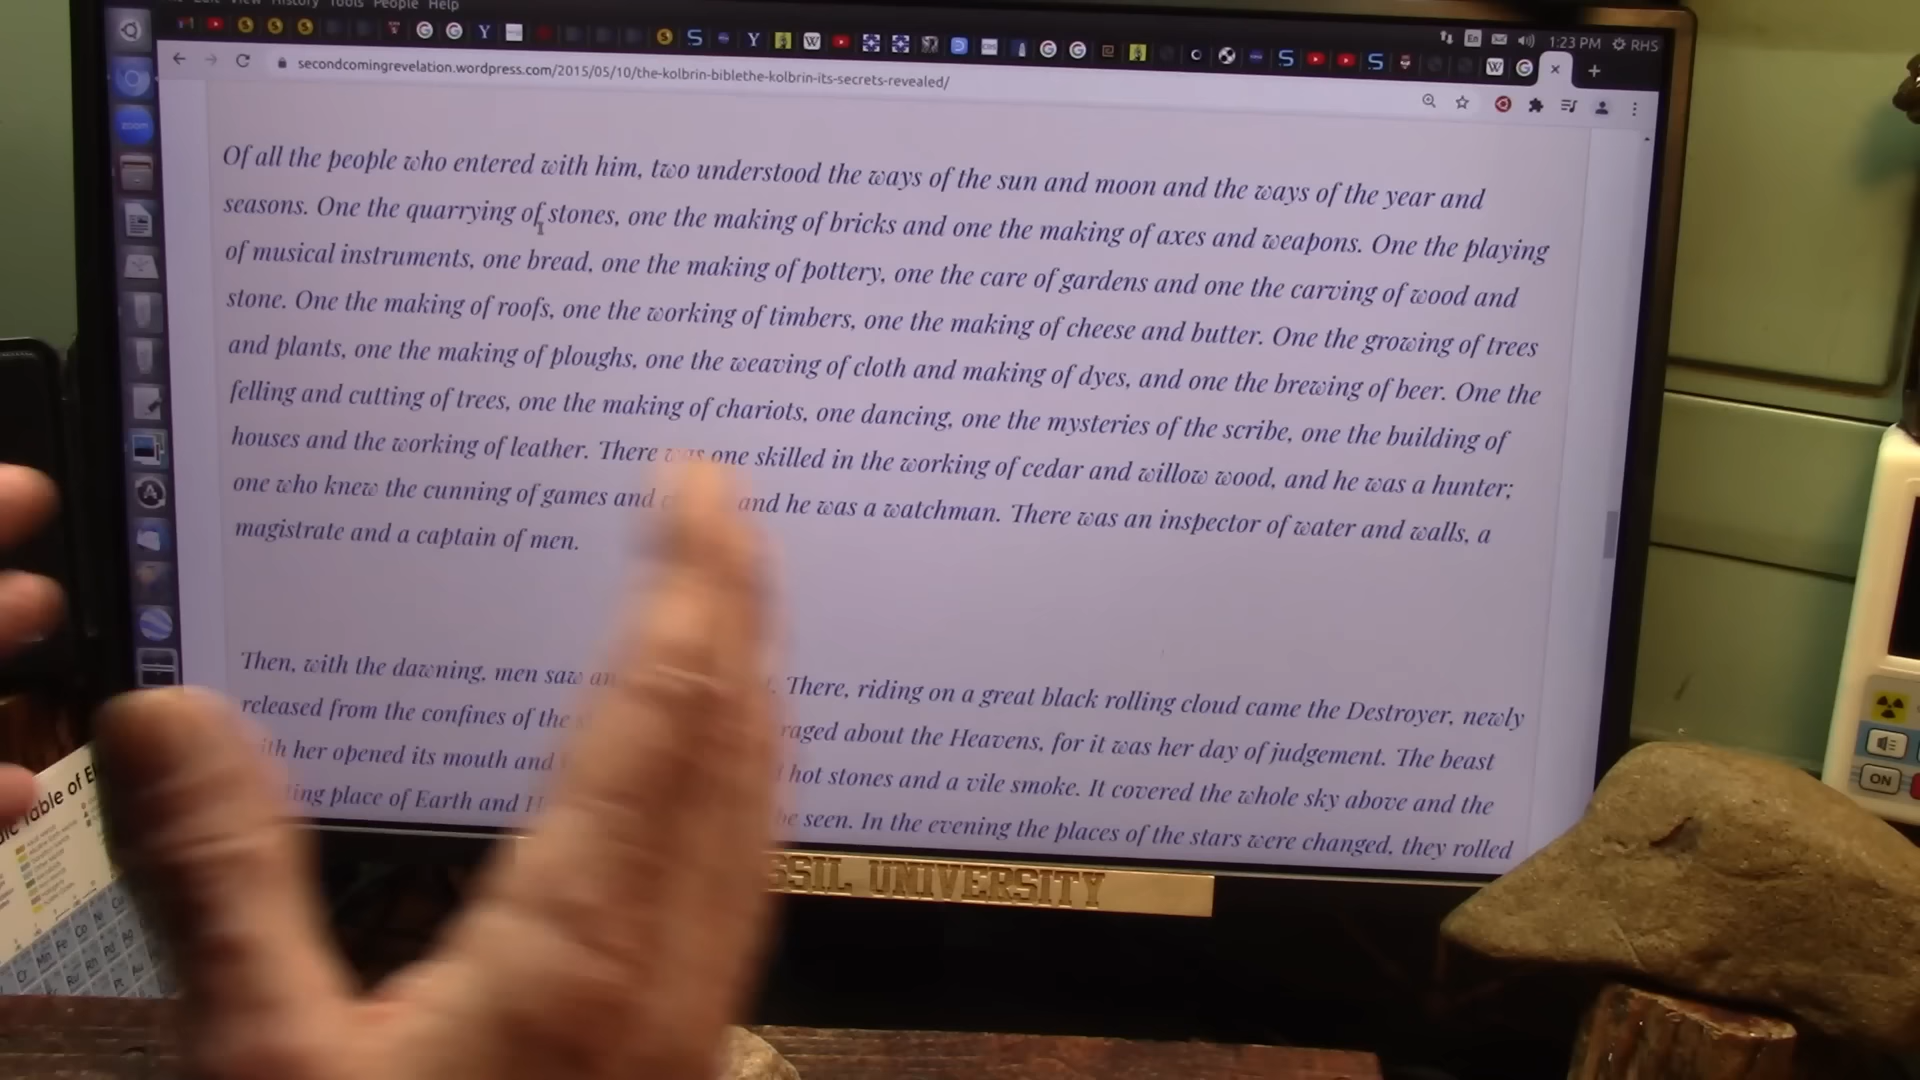 View History Tools People Help
1:23 PM RHS
secondcomingrevelation.wordpress.com/2015/05/10/the-kolbrin-biblethe-kolbrin-its-secrets-revealed/
zoom
Of all the people who entered with him, two understood the ways of the sun and moon and the ways of the year and
seasons. One the quarrying of stones, one the making of bricks and one the making of axes and weapons. One the playing
of musical instruments, one bread, one the making of pottery, one the care of gardens and one the carving of wood and
stone. One the making of roofs, one the working of timbers, one the making of cheese and butter. One the growing of trees
and plants, one the making of ploughs, one the weaving of cloth and making of dyes, and one the brewing of beer. One the
felling and cutting of trees, one the making of chariots, one dancing, one the mysteries of the scribe, one the building of
houses and the working of leather. There was one skilled in the working of cedar and willow wood, and he was a hunter;
one who knew the cunning of games and and he was a watchman. There was an inspector of water and walls, a
magistrate and a captain of men.
Then, with the dawning, men saw an There, riding on a great black rolling cloud came the Destroyer, newly
released from the confines of the raged about the Heavens, for it was her day of judgement. The beast
with her opened its mouth and hot stones and a vile smoke. It covered the whole sky above and the
place of Earth and seen. In the evening the places of the stars were changed, they rolled
SSIL UNIVERSITY
Table of
ON